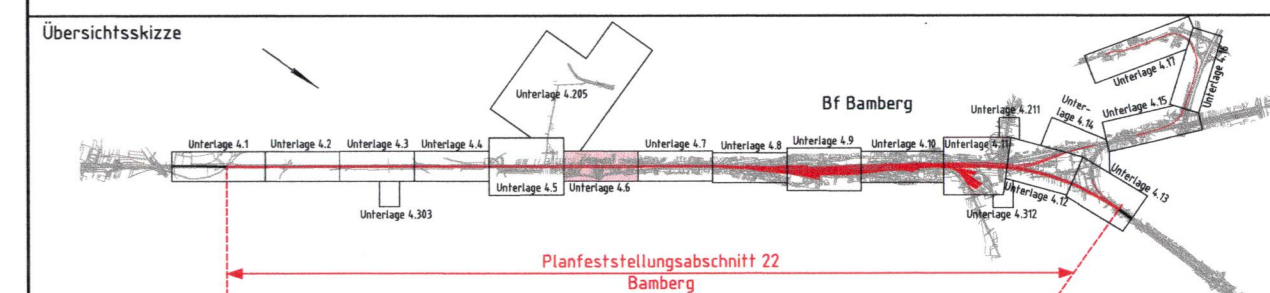 Übersichtsskizze
Unterlage 4.205
Bf Bamberg
Unterlage 4.211
Unter-
lage 4.14
Unterlage 4.15
Unterlage 4.16
Unterlage 4.17
Unterlage 4.1
Unterlage 4.2
Unterlage 4.3
Unterlage 4.4
Unterlage 4.5
Unterlage 4.6
Unterlage 4.7
Unterlage 4.8
Unterlage 4.9
Unterlage 4.10
Unterlage 4.11
Unterlage 4.12
Unterlage 4.13
Unterlage 4.303
Unterlage 4.312
Planfeststellungsabschnitt 22
Bamberg